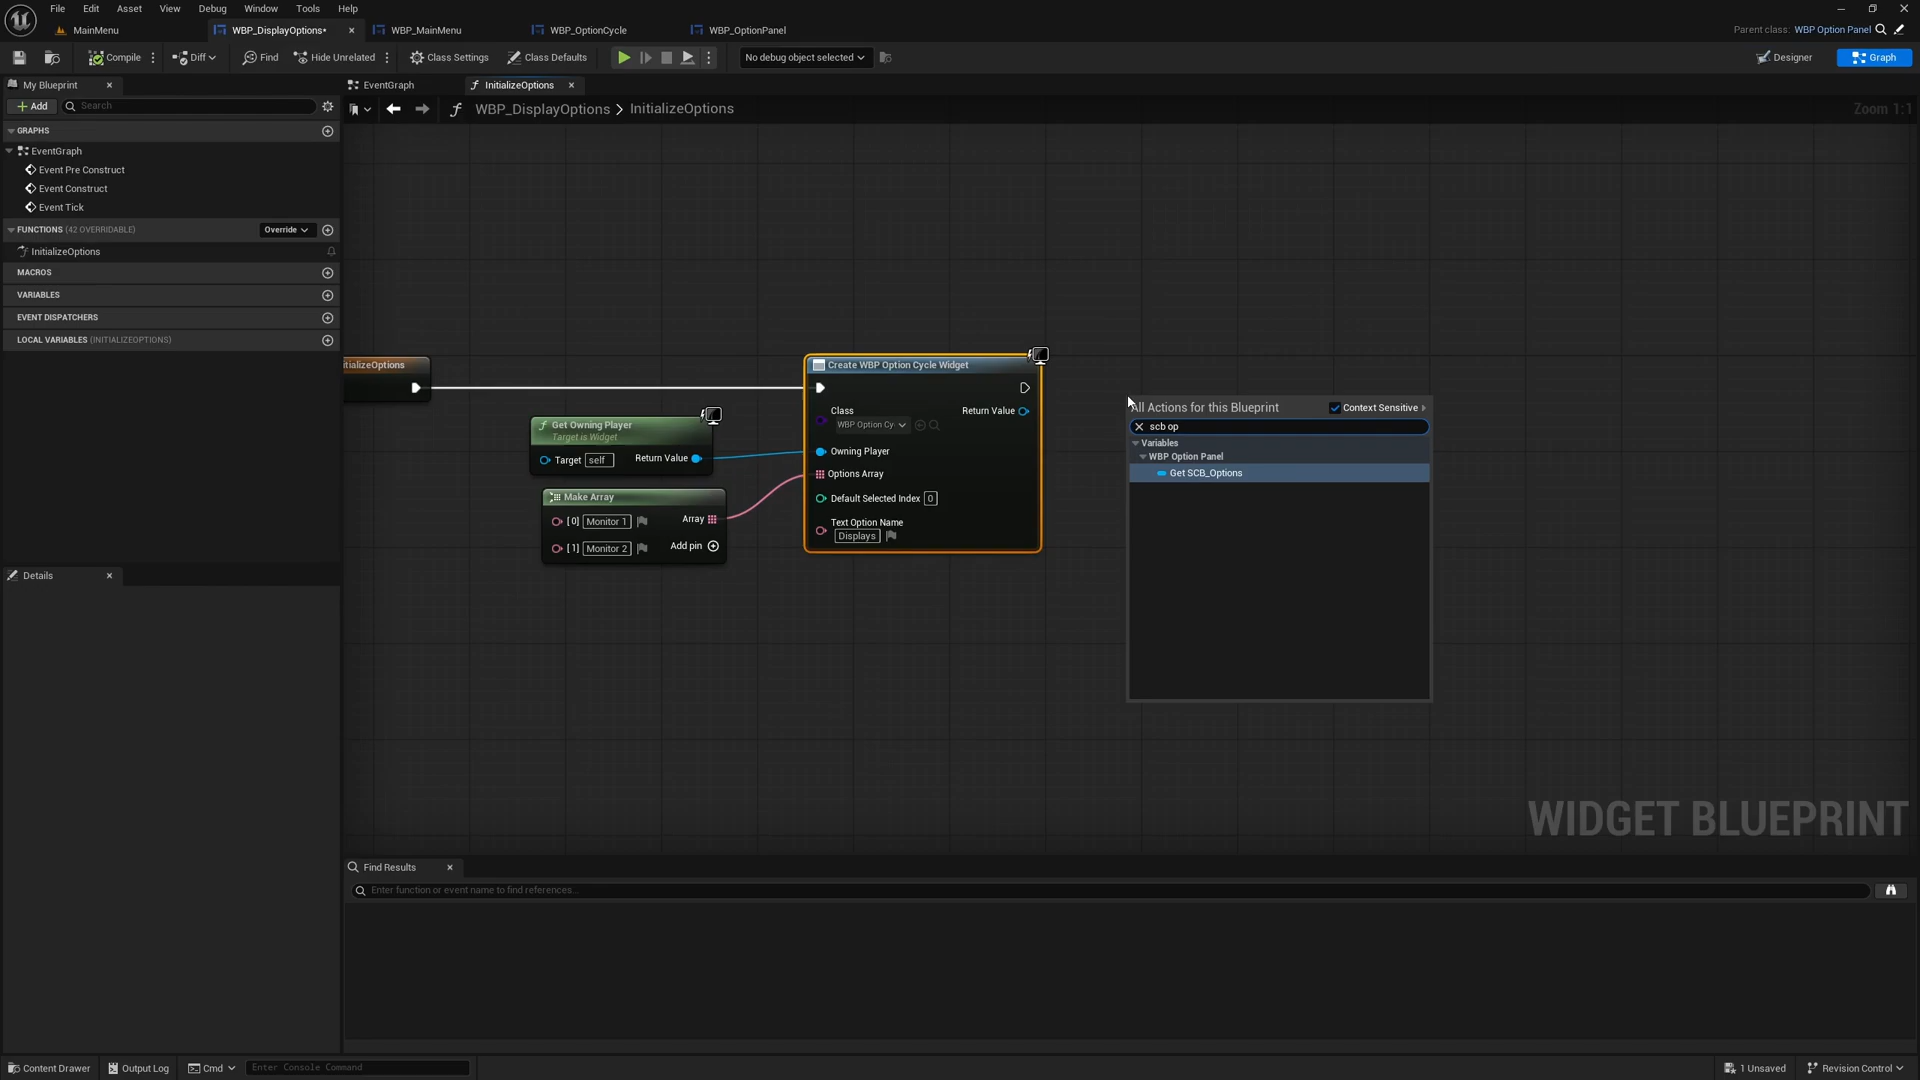 File Edit Asset View Debug Window Tools Help
MainMenu WBP_DisplayOptions* WBP_MainMenu WBP_OptionCycle WBP_OptionPanel
Parent class: WBP Option Panel
Compile Diff Find Hide Unrelated Class Settings Class Defaults No debug object selected Designer Graph
My Blueprint EventGraph InitializeOptions
Add Search WBP_DisplayOptions > InitializeOptions Zoom 1:1
GRAPHS
EventGraph
Event Pre Construct
Event Construct
Event Tick
FUNCTIONS (42 OVERRIDABLE) Override
InitializeOptions
MACROS
VARIABLES
EVENT DISPATCHERS
LOCAL VARIABLES (INITIALIZEOPTIONS)
Details
itializeOptions
Get Owning Player
Target is Widget
Target self Return Value
Make Array
[0] Monitor 1 Array
[1] Monitor 2 Add pin
Create WBP Option Cycle Widget
Class Return Value
WBP Option Cy
Owning Player
Options Array
Default Selected Index 0
Text Option Name
Displays
All Actions for this Blueprint Context Sensitive
scb op
Variables
WBP Option Panel
Get SCB_Options
WIDGET BLUEPRINT
Find Results
Enter function or event name to find references...
Content Drawer Output Log Cmd Enter Console Command 1 Unsaved Revision Control